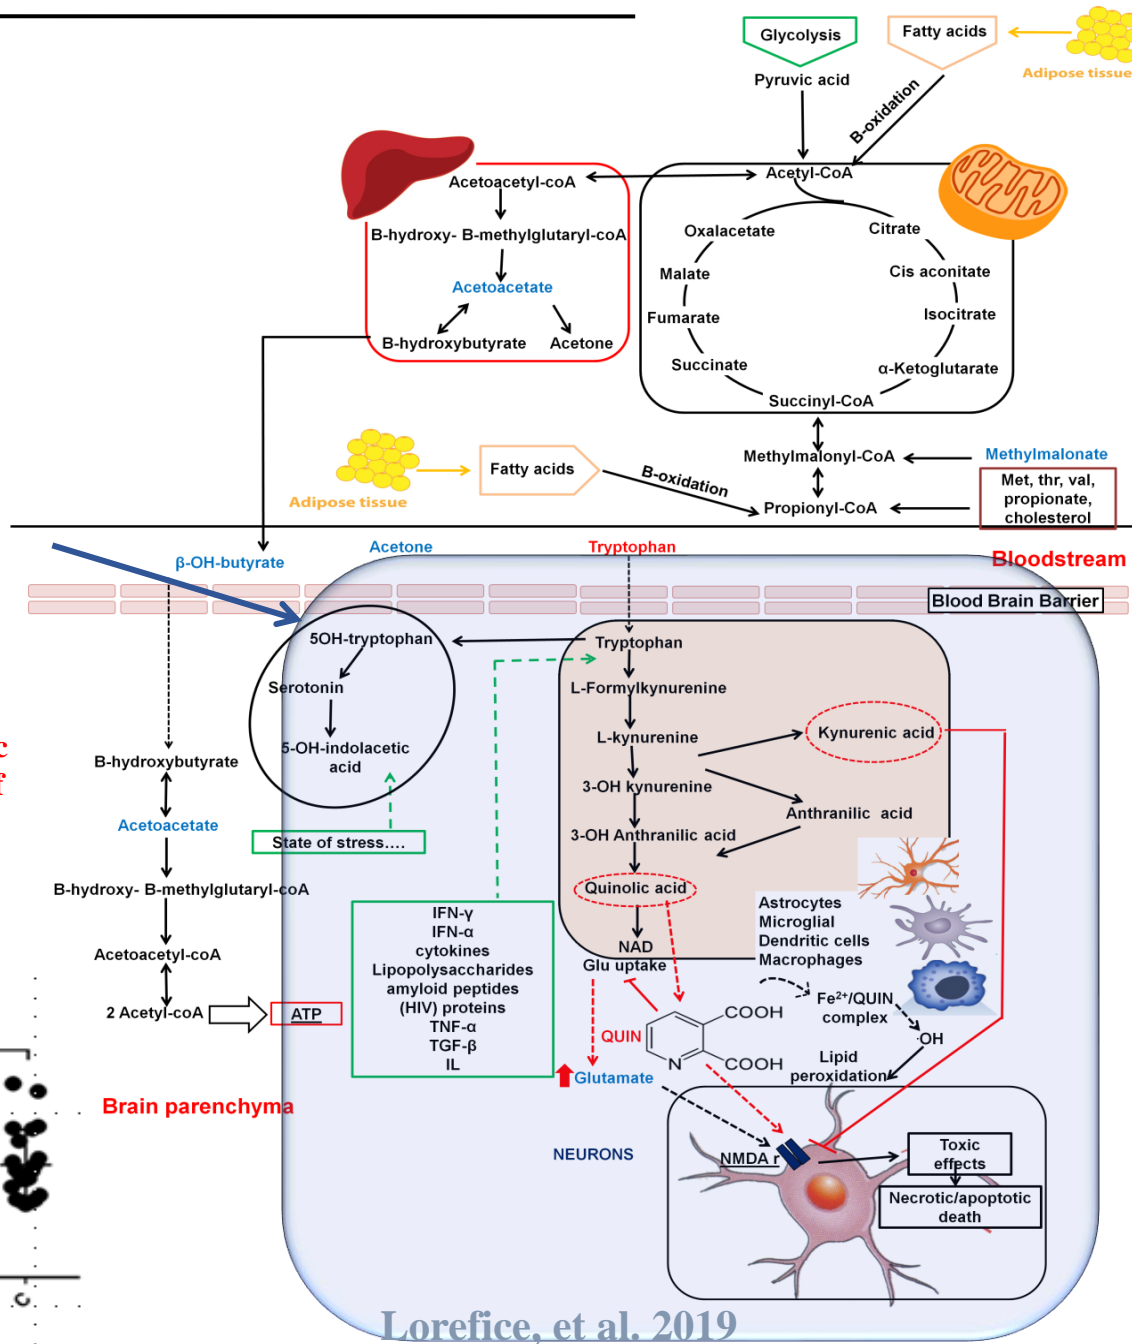 Glycolysis
Fatty acids
Adipose tissue
Pyruvic acid
B-oxidation
Acetyl-CoA
Acetoacetyl-coA
B-hydroxy- B-methylglutaryl-coA
Acetoacetate
B-hydroxybutyrate
Acetone
Oxalacetate
Citrate
Malate
Cis aconitate
Fumarate
Isocitrate
Succinate
α-Ketoglutarate
Succinyl-CoA
Methylmalonyl-CoA
Methylmalonate
Adipose tissue
Fatty acids
B-oxidation
Propionyl-CoA
Met, thr, val,
propionate,
cholesterol
β-OH-butyrate
Acetone
Tryptophan
Bloodstream
Blood Brain Barrier
5OH-tryptophan
Serotonin
5-OH-indolacetic
acid
State of stress....
Tryptophan
L-Formylkynurenine
L-kynurenine
Kynurenic acid
3-OH kynurenine
Anthranilic acid
3-OH Anthranilic acid
Quinolic acid
NAD
Glu uptake
c
f
B-hydroxybutyrate
Acetoacetate
B-hydroxy- B-methylglutaryl-coA
Acetoacetyl-coA
2 Acetyl-coA
ATP
IFN-γ
IFN-α
cytokines
Lipopolysaccharides
amyloid peptides
(HIV) proteins
TNF-α
TGF-β
IL
Astrocytes
Microglial
Dendritic cells
Macrophages
Fe²⁺/QUIN
complex
·OH
Lipid
peroxidation
QUIN
COOH
COOH
N
Glutamate
Brain parenchyma
NEURONS
NMDA r
Toxic
effects
Necrotic/apoptotic
death
Lorefice, et al. 2019